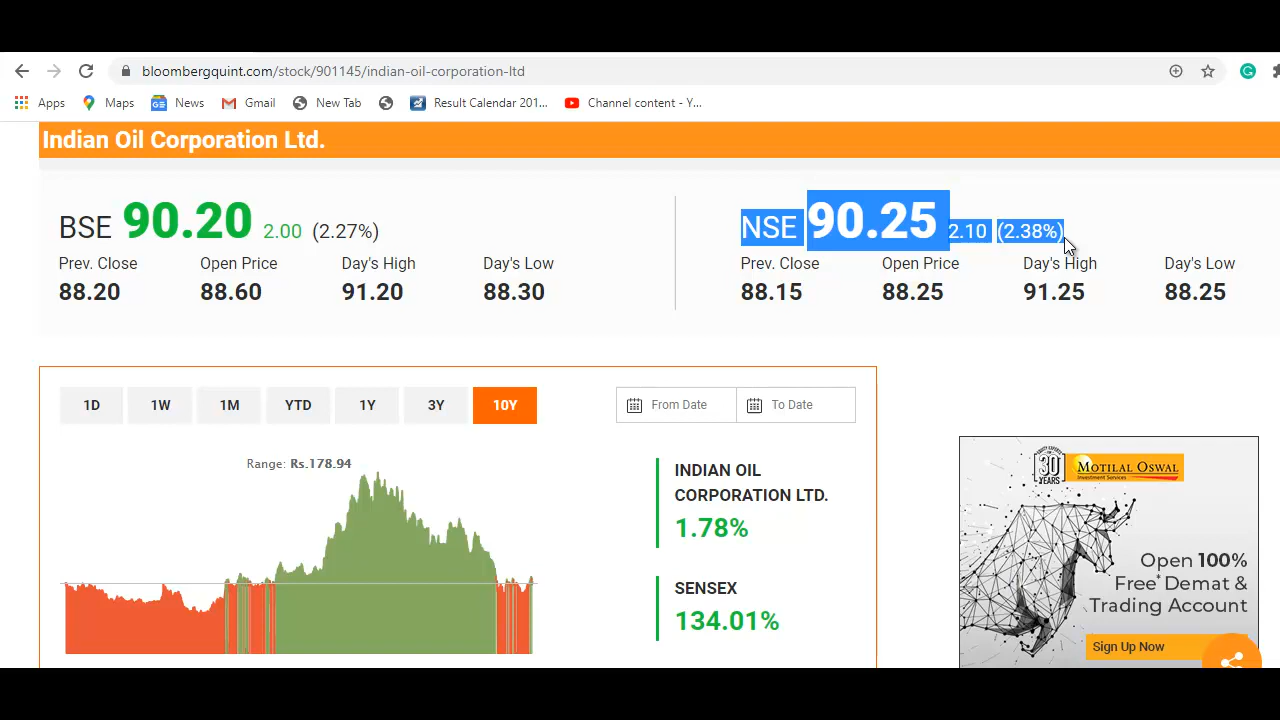 bloombergquint.com/stock/901145/indian-oil-corporation-ltd
Apps Maps News Gmail New Tab Result Calendar 201... Channel content - Y...
Indian Oil Corporation Ltd.
BSE 90.20 2.00 (2.27%)
Prev. Close Open Price Day's High Day's Low
88.20 88.60 91.20 88.30
NSE 90.25 2.10 (2.38%)
Prev. Close Open Price Day's High Day's Low
88.15 88.25 91.25 88.25
1D 1W 1M YTD 1Y 3Y 10Y
From Date To Date
Range: Rs.178.94
INDIAN OIL
CORPORATION LTD.
1.78%
SENSEX
134.01%
30
YEARS
MOTILAL OSWAL
Investment Services
Open 100%
Free* Demat &
Trading Account
Sign Up Now